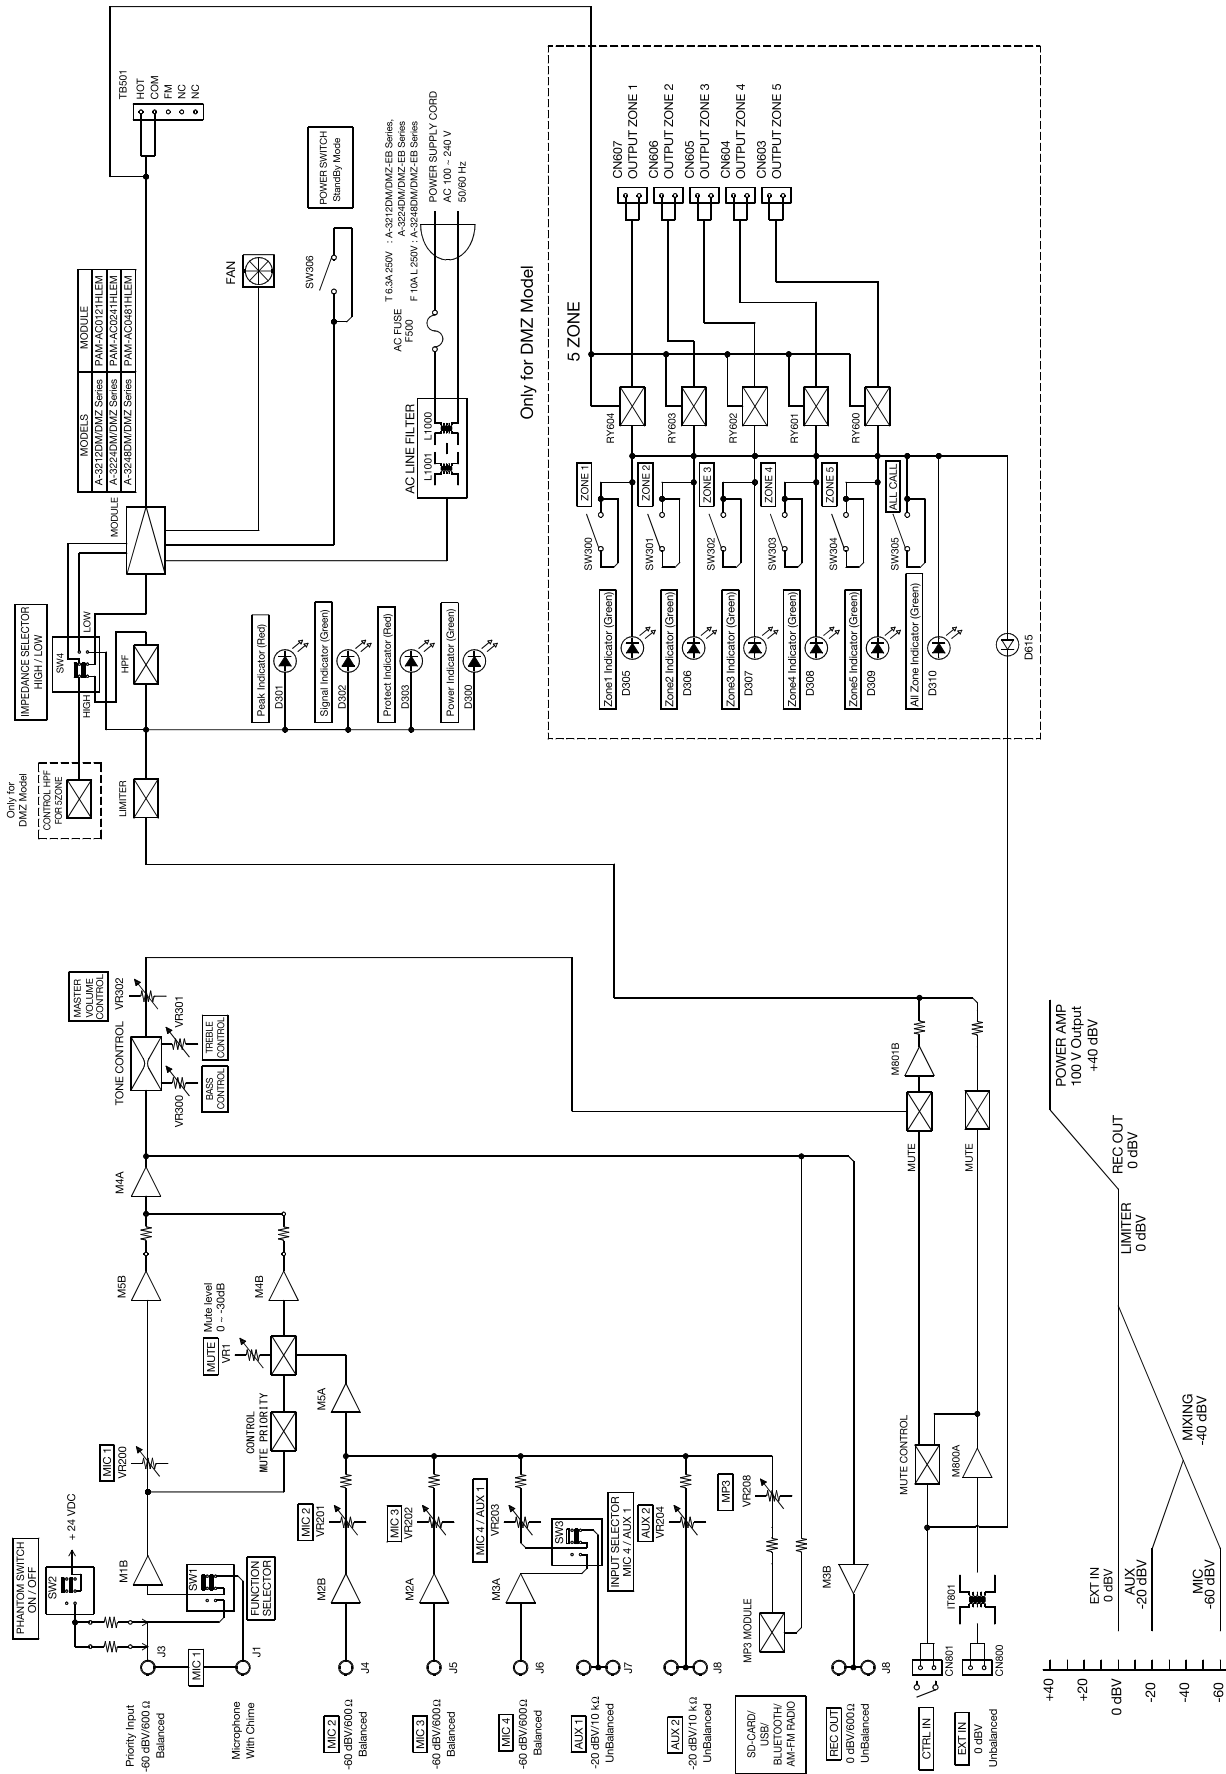 TB501
HOT
COM
FM
NC
NC
POWER SWITCH
StandBy Mode
MODELS
MODULE
A-3212DM/DMZ Series
PAM-AC0121HLEM
A-3224DM/DMZ Series
PAM-AC0241HLEM
A-3248DM/DMZ Series
PAM-AC0481HLEM
FAN
SW306
T 6.3A 250V : A-3212DM/DMZ-EB Series,
A-3224DM/DMZ-EB Series
F 10A L 250V : A-3248DM/DMZ-EB Series
POWER SUPPLY CORD
AC 100 ~ 240 V
50/60 Hz
AC FUSE
F500
AC LINE FILTER
L1001
L1000
MODULE
IMPEDANCE SELECTOR
HIGH / LOW
SW4
HIGH
LOW
HPF
Only for
DMZ Model
CONTROL HPF
FOR 5ZONE
LIMITER
Peak Indicator (Red)
D301
Signal Indicator (Green)
D302
Protect Indicator (Red)
D303
Power Indicator (Green)
D300
Only for DMZ Model
5 ZONE
CN607
OUTPUT ZONE 1
CN606
OUTPUT ZONE 2
CN605
OUTPUT ZONE 3
CN604
OUTPUT ZONE 4
CN603
OUTPUT ZONE 5
RY604
RY603
RY602
RY601
RY600
ZONE 1
SW300
ZONE 2
SW301
ZONE 3
SW302
ZONE 4
SW303
ZONE 5
SW304
ALL CALL
SW305
Zone1 Indicator (Green)
D305
Zone2 Indicator (Green)
D306
Zone3 Indicator (Green)
D307
Zone4 Indicator (Green)
D308
Zone5 Indicator (Green)
D309
All Zone Indicator (Green)
D310
D615
MASTER
VOLUME
CONTROL
VR302
TONE CONTROL
VR301
TREBLE
CONTROL
VR300
BASS
CONTROL
M4A
M5B
M4B
Mute level
0 ~ -30dB
MUTE
VR1
CONTROL
MUTE PRIORITY
M5A
MIC 1
VR200
PHANTOM SWITCH
ON / OFF
SW2
+ 24 VDC
M1B
SW1
FUNCTION
SELECTOR
J3
MIC 1
J1
Priority Input
-60 dBV/600 Ω
Balanced
Microphone
With Chime
MIC 2
VR201
M2B
J4
MIC 2
-60 dBV/600Ω
Balanced
MIC 3
VR202
M2A
J5
MIC 3
-60 dBV/600Ω
Balanced
MIC 4 / AUX 1
VR203
M3A
SW3
INPUT SELECTOR
MIC 4 / AUX 1
J6
MIC 4
-60 dBV/600Ω
Balanced
J7
AUX 1
-20 dBV/10 kΩ
UnBalanced
AUX 2
VR204
J8
AUX 2
-20 dBV/10 kΩ
UnBalanced
MP3
VR208
MP3 MODULE
SD-CARD/
USB/
BLUETOOTH/
AM-FM RADIO
M3B
J8
REC OUT
0 dBV/600Ω
UnBalanced
M801B
MUTE
MUTE
MUTE CONTROL
M800A
IT801
CN801
CTRL IN
CN800
EXT IN
0 dBV
Unbalanced
POWER AMP
100 V Output
+40 dBV
REC OUT
0 dBV
LIMITER
0 dBV
MIXING
-40 dBV
EXT IN
0 dBV
AUX
-20 dBV
MIC
-60 dBV
+40
+20
0 dBV
-20
-40
-60